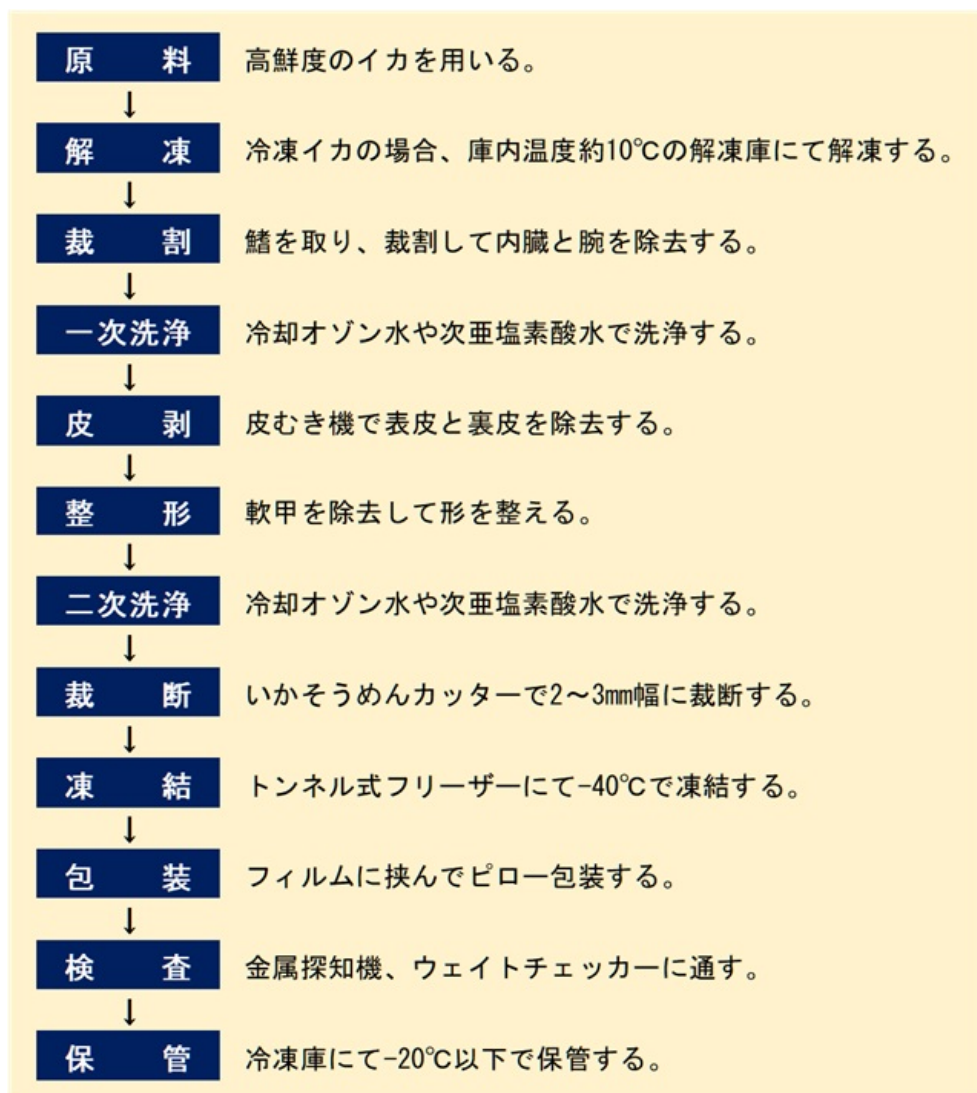 原 料 高鮮度のイカを用いる。
↓
解 凍 冷凍イカの場合、庫内温度約10℃の解凍庫にて解凍する。
↓
裁 割 鰭を取り、裁割して内臓と腕を除去する。
↓
一次洗浄 冷却オゾン水や次亜塩素酸水で洗浄する。
↓
皮 剥 皮むき機で表皮と裏皮を除去する。
↓
整 形 軟甲を除去して形を整える。
↓
二次洗浄 冷却オゾン水や次亜塩素酸水で洗浄する。
↓
裁 断 いかそうめんカッターで2～3㎜幅に裁断する。
↓
凍 結 トンネル式フリーザーにて-40℃で凍結する。
↓
包 装 フィルムに挟んでピロー包装する。
↓
検 査 金属探知機、ウェイトチェッカーに通す。
↓
保 管 冷凍庫にて-20℃以下で保管する。